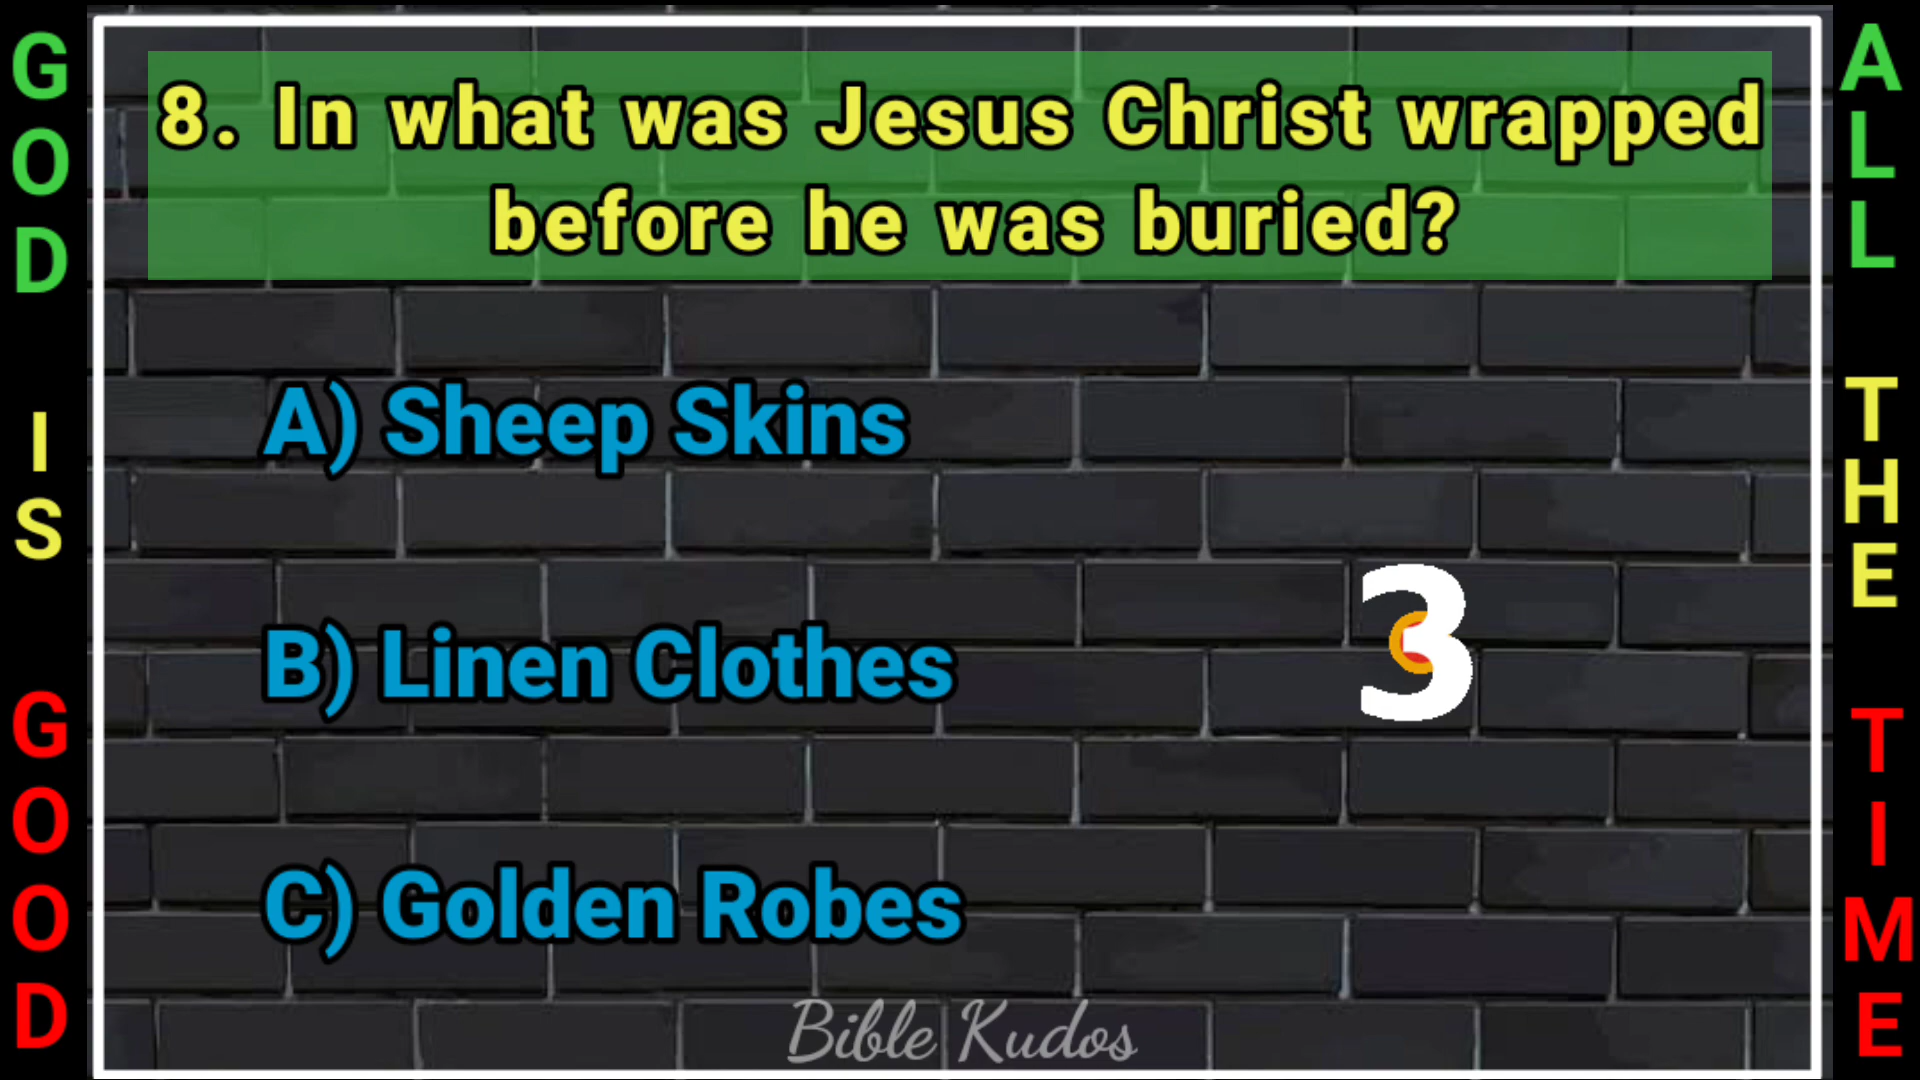 GOD IS GOOD
8. In what was Jesus Christ wrapped
before he was buried?
A) Sheep Skins
B) Linen Clothes
3
C) Golden Robes
Bible Kudos
ALL THE TIME